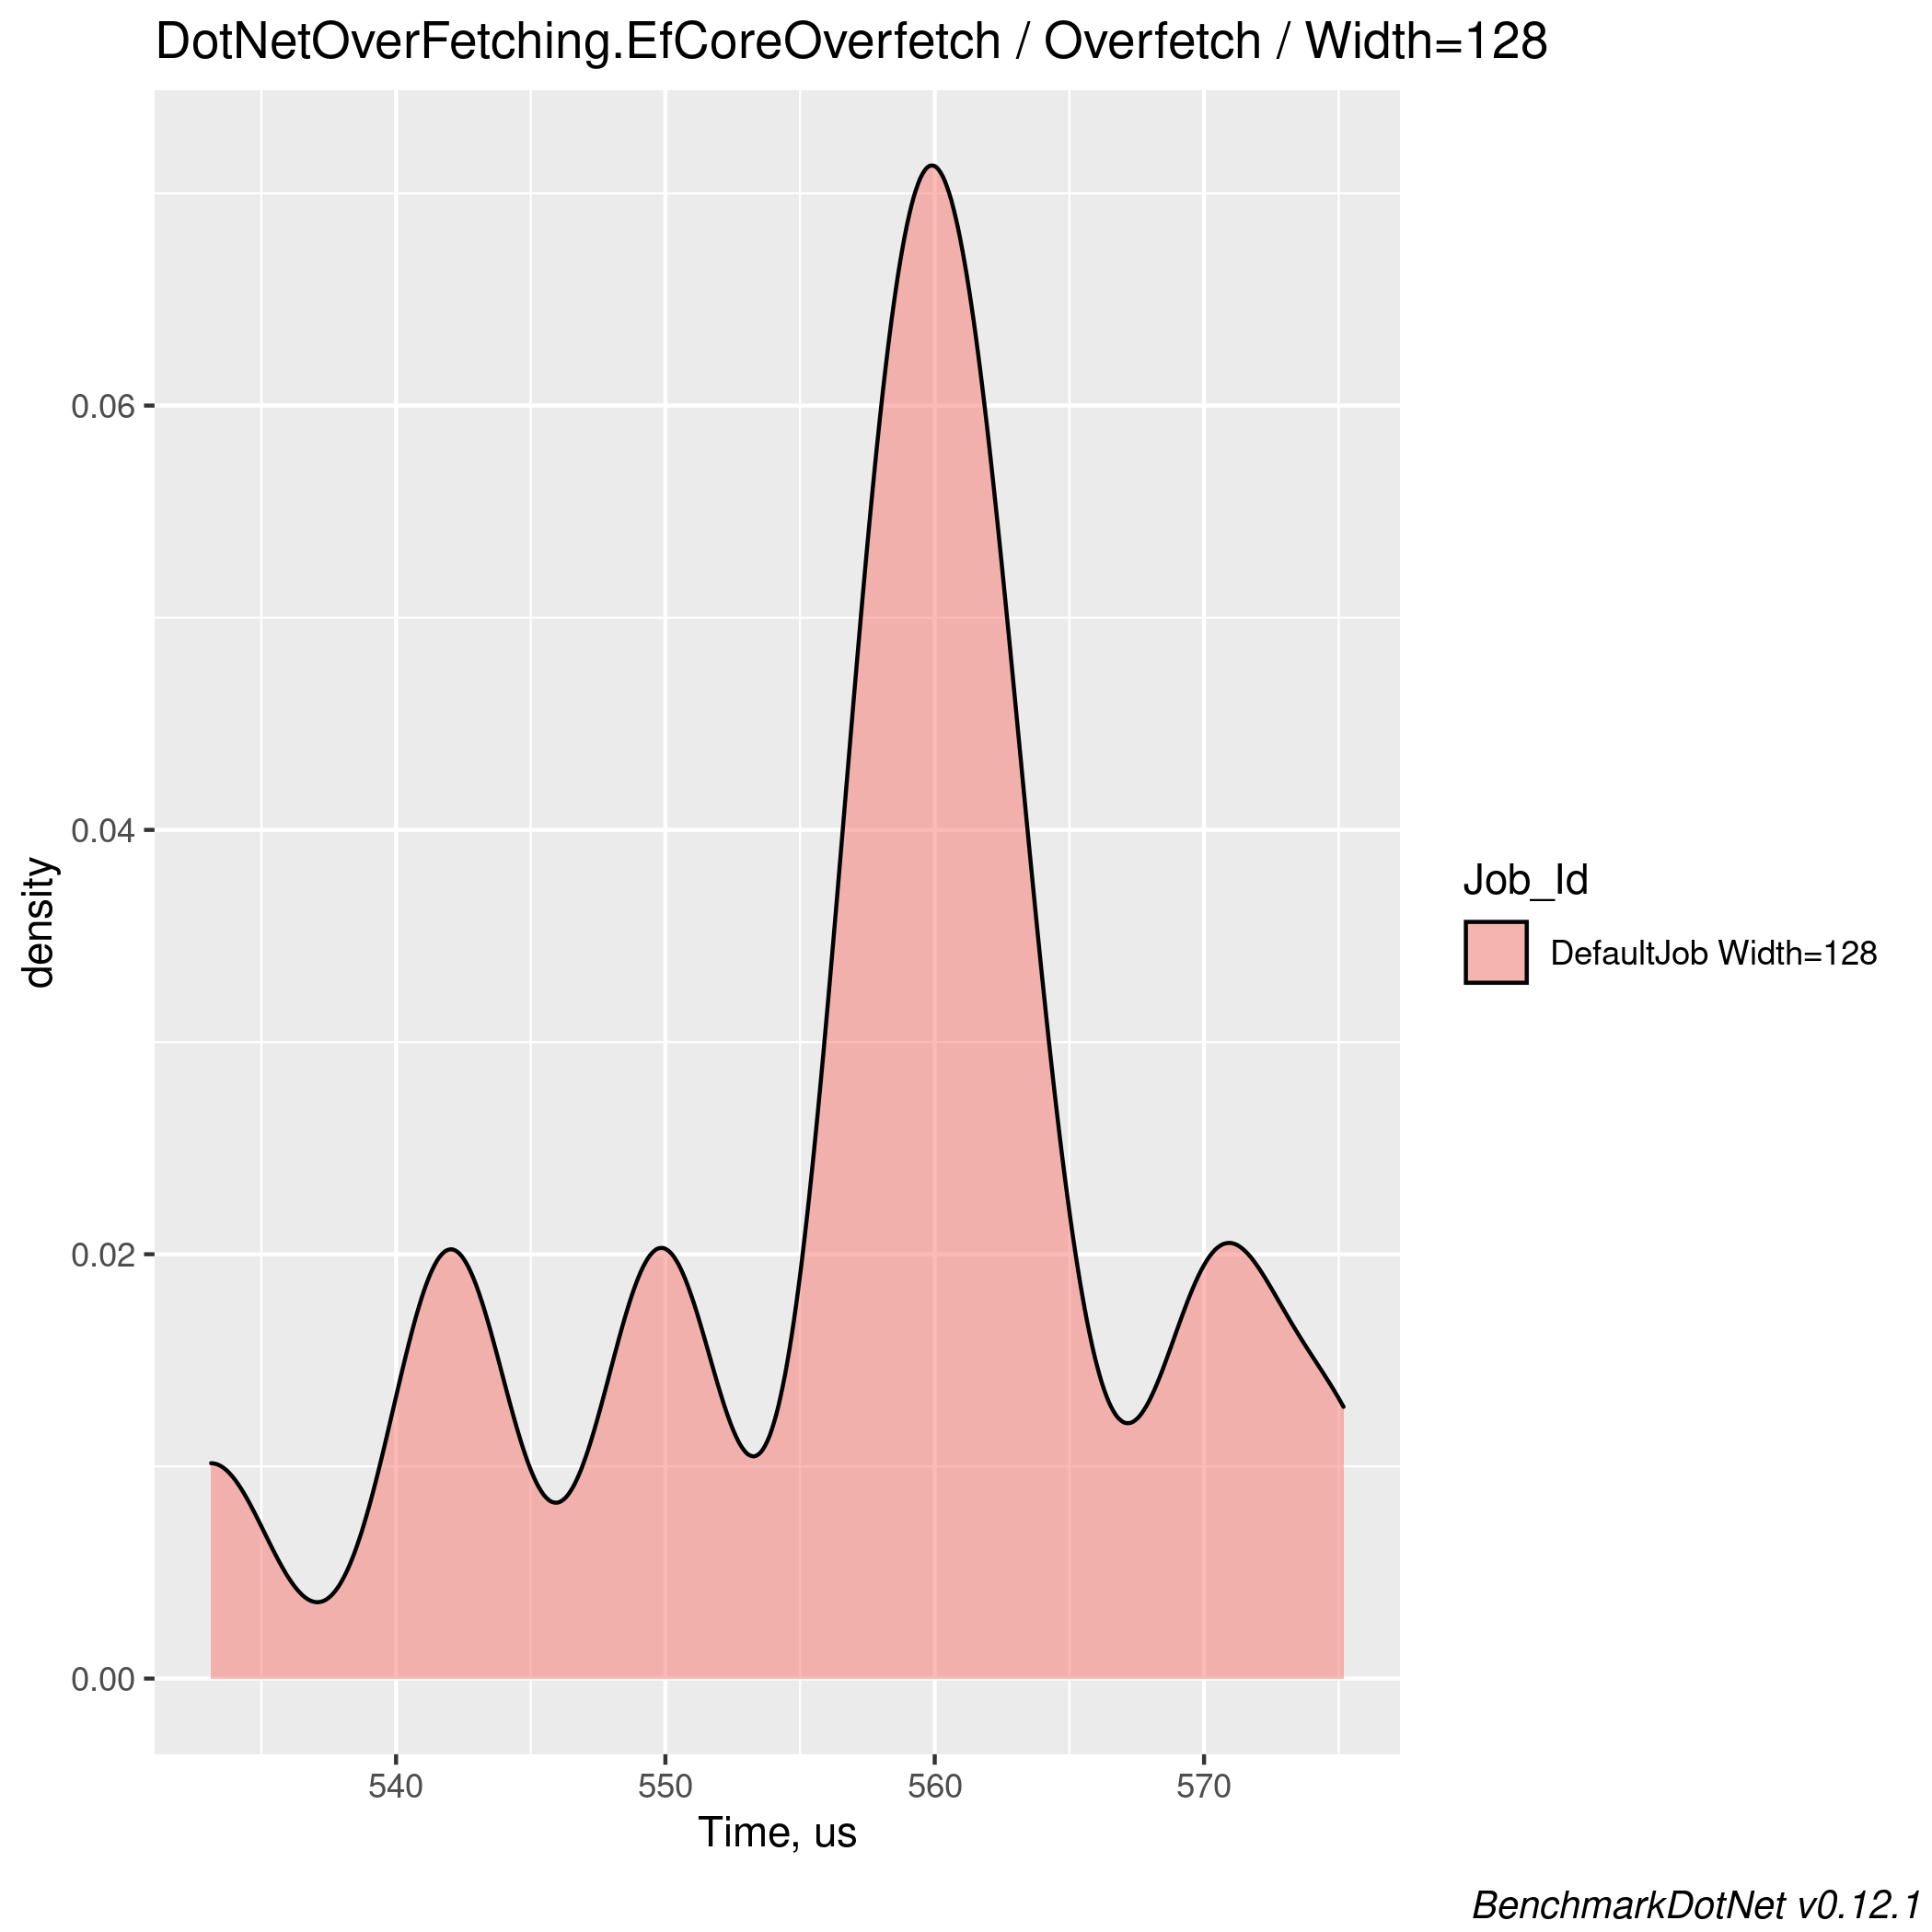 DotNetOverFetching.EfCoreOverfetch / Overfetch / Width=128
density
0.06
0.04
0.02
0.00
540 550 560 570
Time, us
Job_Id
DefaultJob Width=128
BenchmarkDotNet v0.12.1